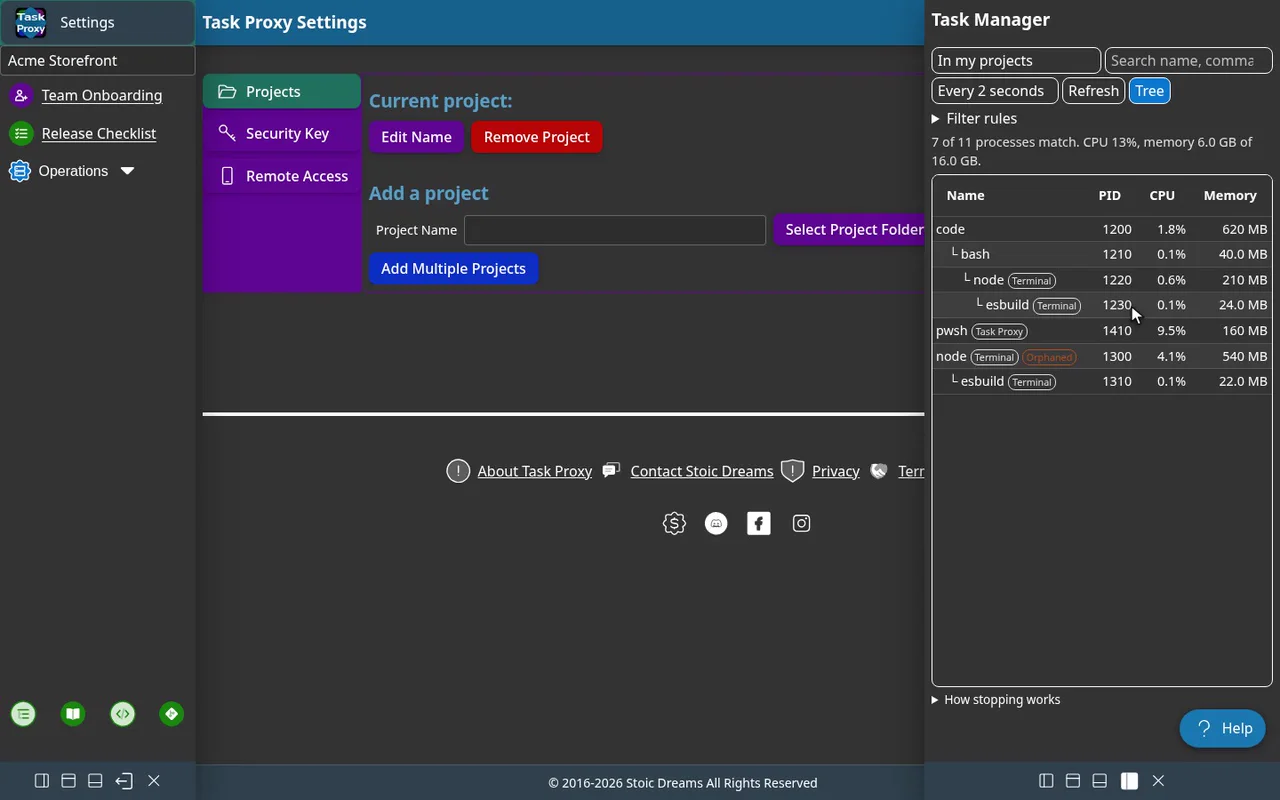 Task Proxy
Settings
Acme Storefront
Team Onboarding
Release Checklist
Operations
Task Proxy Settings
Projects
Security Key
Remote Access
Current project:
Edit Name
Remove Project
Add a project
Project Name
Select Project Folder
Add Multiple Projects
About Task Proxy
Contact Stoic Dreams
Privacy
Terr
© 2016-2026 Stoic Dreams All Rights Reserved
Task Manager
In my projects
Search name, comma
Every 2 seconds
Refresh
Tree
Filter rules
7 of 11 processes match. CPU 13%, memory 6.0 GB of
16.0 GB.
Name PID CPU Memory
code 1200 1.8% 620 MB
└ bash 1210 0.1% 40.0 MB
└ node Terminal 1220 0.6% 210 MB
└ esbuild Terminal 1230 0.1% 24.0 MB
pwsh Task Proxy 1410 9.5% 160 MB
node Terminal Orphaned 1300 4.1% 540 MB
└ esbuild Terminal 1310 0.1% 22.0 MB
How stopping works
Help